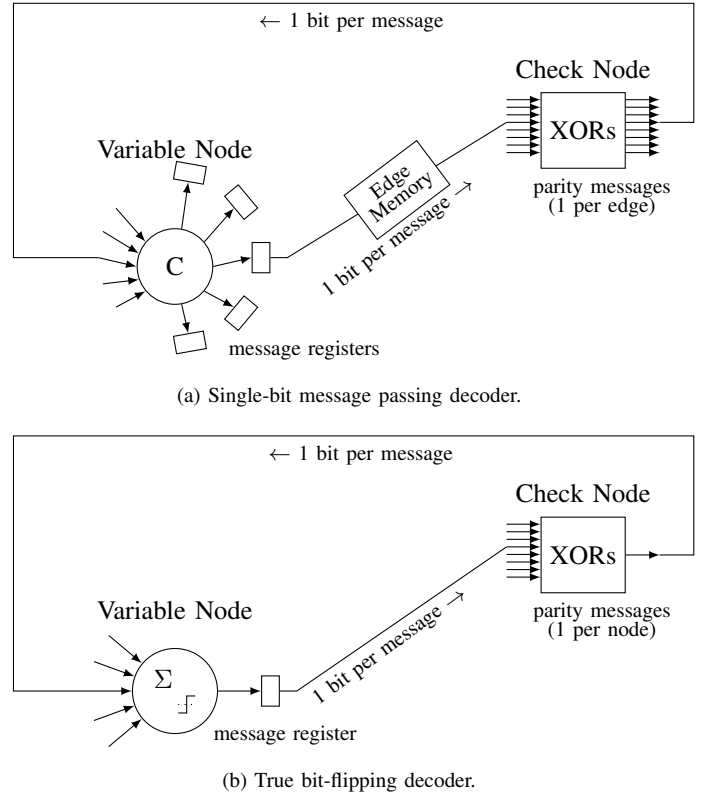 ← 1 bit per message
Check Node
XORs
Variable Node
Edge
Memory
parity messages
(1 per edge)
1 bit per message →
C
message registers
(a) Single-bit message passing decoder.
← 1 bit per message
Check Node
XORs
parity messages
(1 per node)
Variable Node
1 bit per message →
Σ
message register
(b) True bit-flipping decoder.